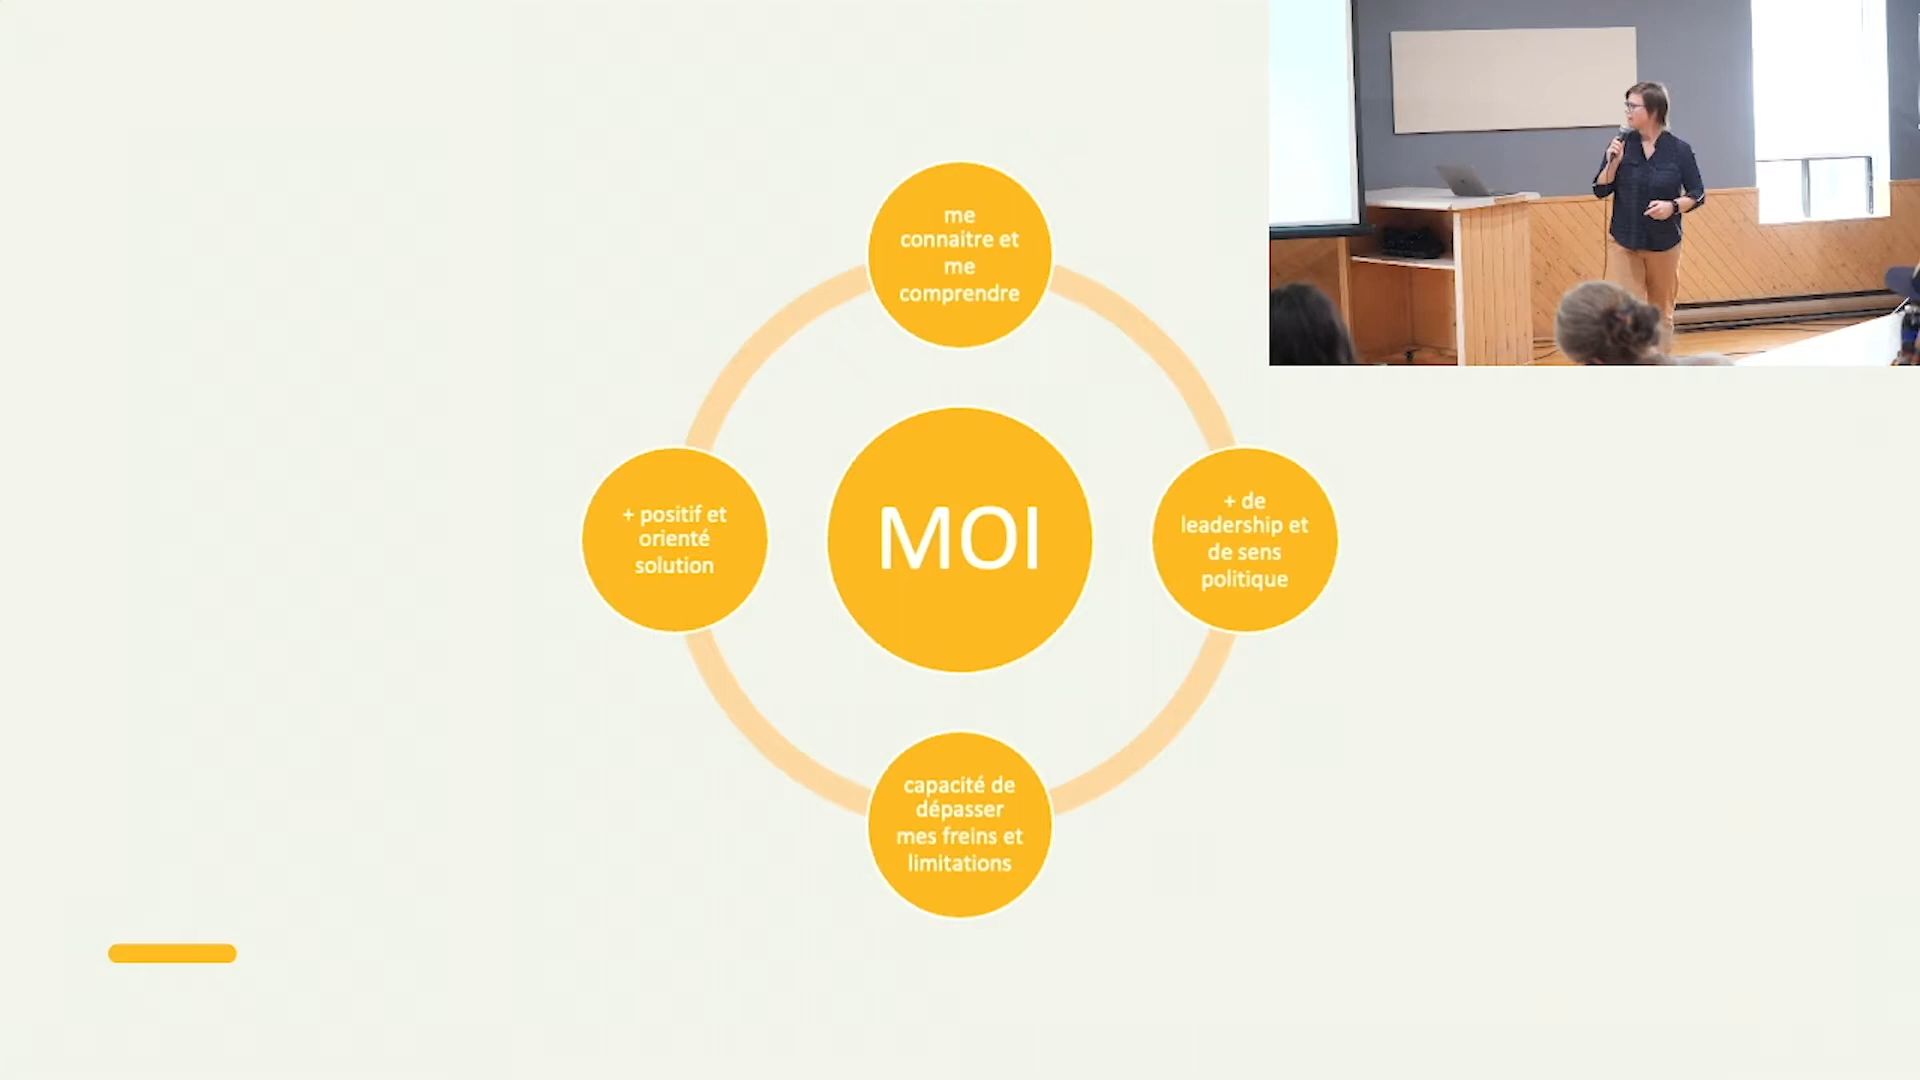 me
connaitre et
me
comprendre
+ positif et
orienté
solution
MOI
+ de
leadership et
de sens
politique
capacité de
dépasser
mes freins et
limitations